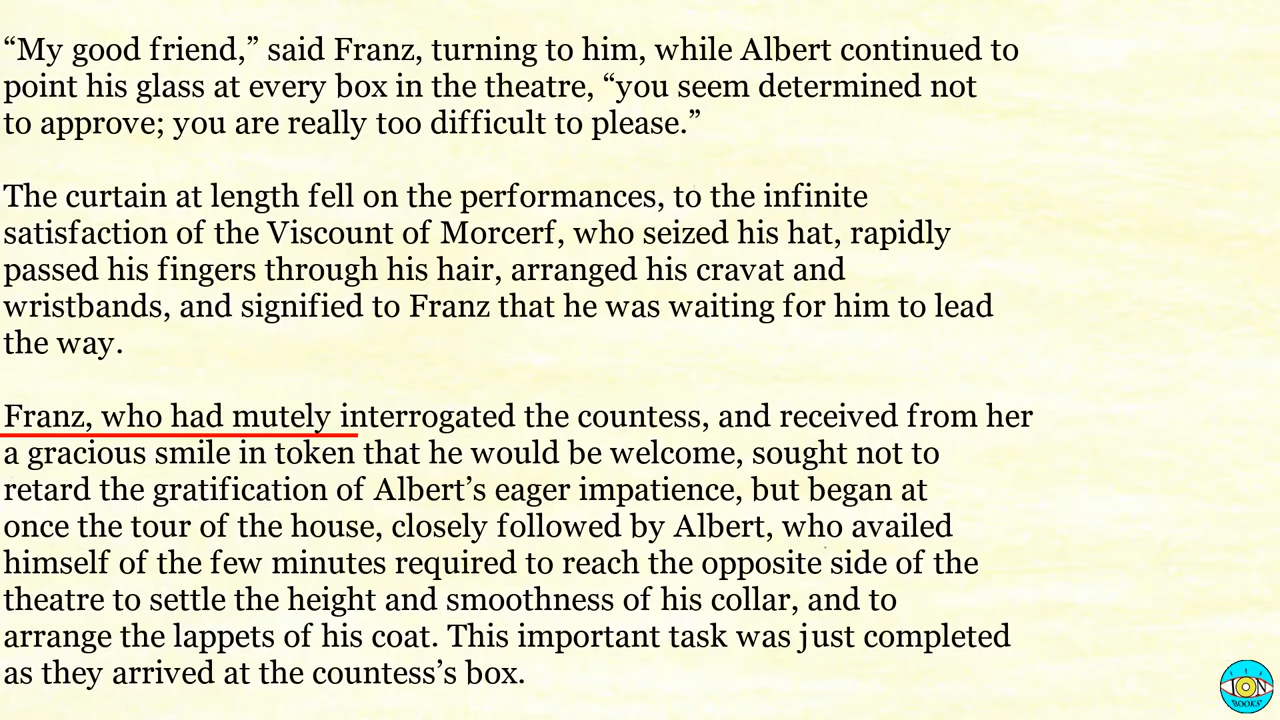 “My good friend,” said Franz, turning to him, while Albert continued to
point his glass at every box in the theatre, “you seem determined not
to approve; you are really too difficult to please.”
The curtain at length fell on the performances, to the infinite
satisfaction of the Viscount of Morcerf, who seized his hat, rapidly
passed his fingers through his hair, arranged his cravat and
wristbands, and signified to Franz that he was waiting for him to lead
the way.
Franz, who had mutely interrogated the countess, and received from her
a gracious smile in token that he would be welcome, sought not to
retard the gratification of Albert’s eager impatience, but began at
once the tour of the house, closely followed by Albert, who availed
himself of the few minutes required to reach the opposite side of the
theatre to settle the height and smoothness of his collar, and to
arrange the lappets of his coat. This important task was just completed
as they arrived at the countess’s box.
ION
BOOKS